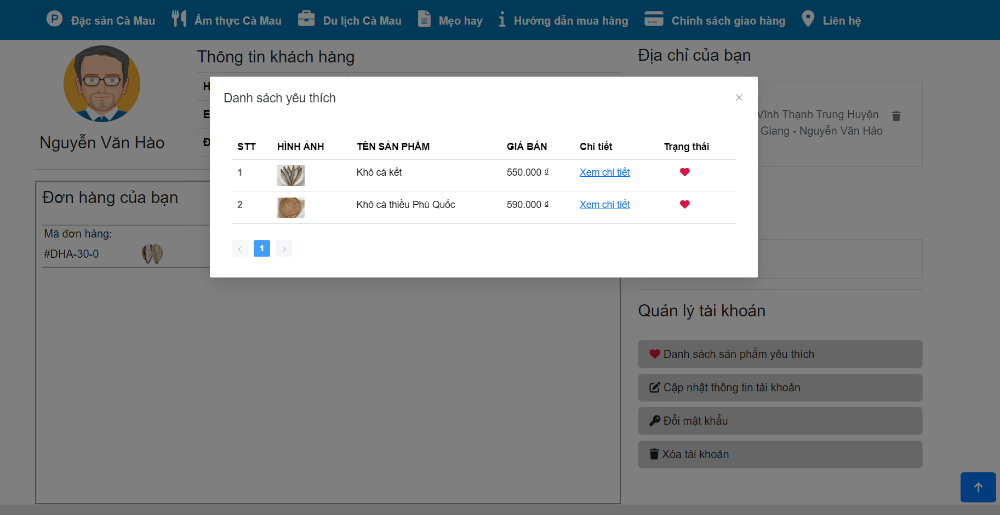 Đặc sản Cà Mau
Ẩm thực Cà Mau
Du lịch Cà Mau
Mẹo hay
Hướng dẫn mua hàng
Chính sách giao hàng
Liên hệ
Nguyễn Văn Hào
Thông tin khách hàng
H
E
Đ
Địa chỉ của bạn
Vĩnh Thạnh Trung Huyện
Giang - Nguyễn Văn Hào
Danh sách yêu thích
STT HÌNH ẢNH TÊN SẢN PHẨM GIÁ BÁN Chi tiết Trạng thái
1 Khô cá kết 550.000 ₫ Xem chi tiết
2 Khô cá thiều Phú Quốc 590.000 ₫ Xem chi tiết
1
Đơn hàng của bạn
Mã đơn hàng:
#DHA-30-0
Quản lý tài khoản
Danh sách sản phẩm yêu thích
Cập nhật thông tin tài khoản
Đổi mật khẩu
Xóa tài khoản